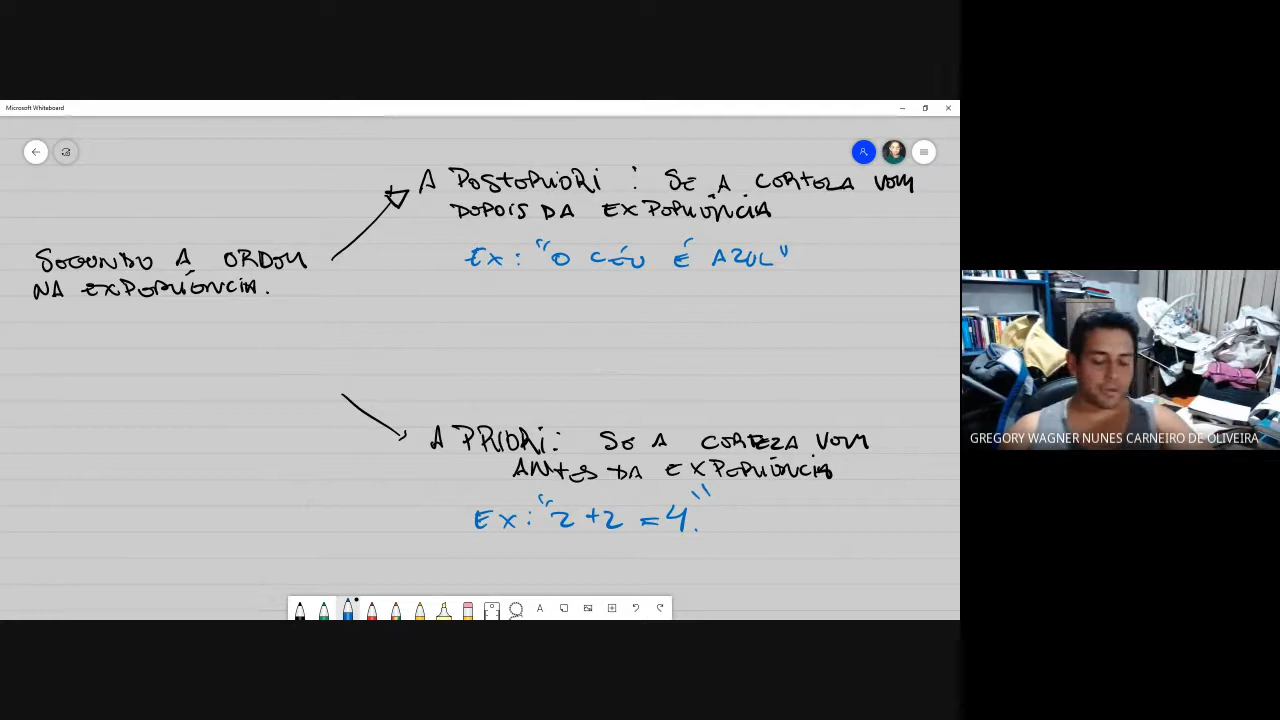 Microsoft Whiteboard
A POSTERIORI : SE A CERTEZA VEM
DEPOIS DA EXPERIÊNCIA
Ex: "O CÉU É AZUL"
SEGUNDO A ORDEM
NA EXPERIÊNCIA.
A PRIORI: SE A CERTEZA VEM
ANTES DA EXPERIÊNCIA
Ex: "2+2=4".
GREGORY WAGNER NUNES CARNEIRO DE OLIVEIRA